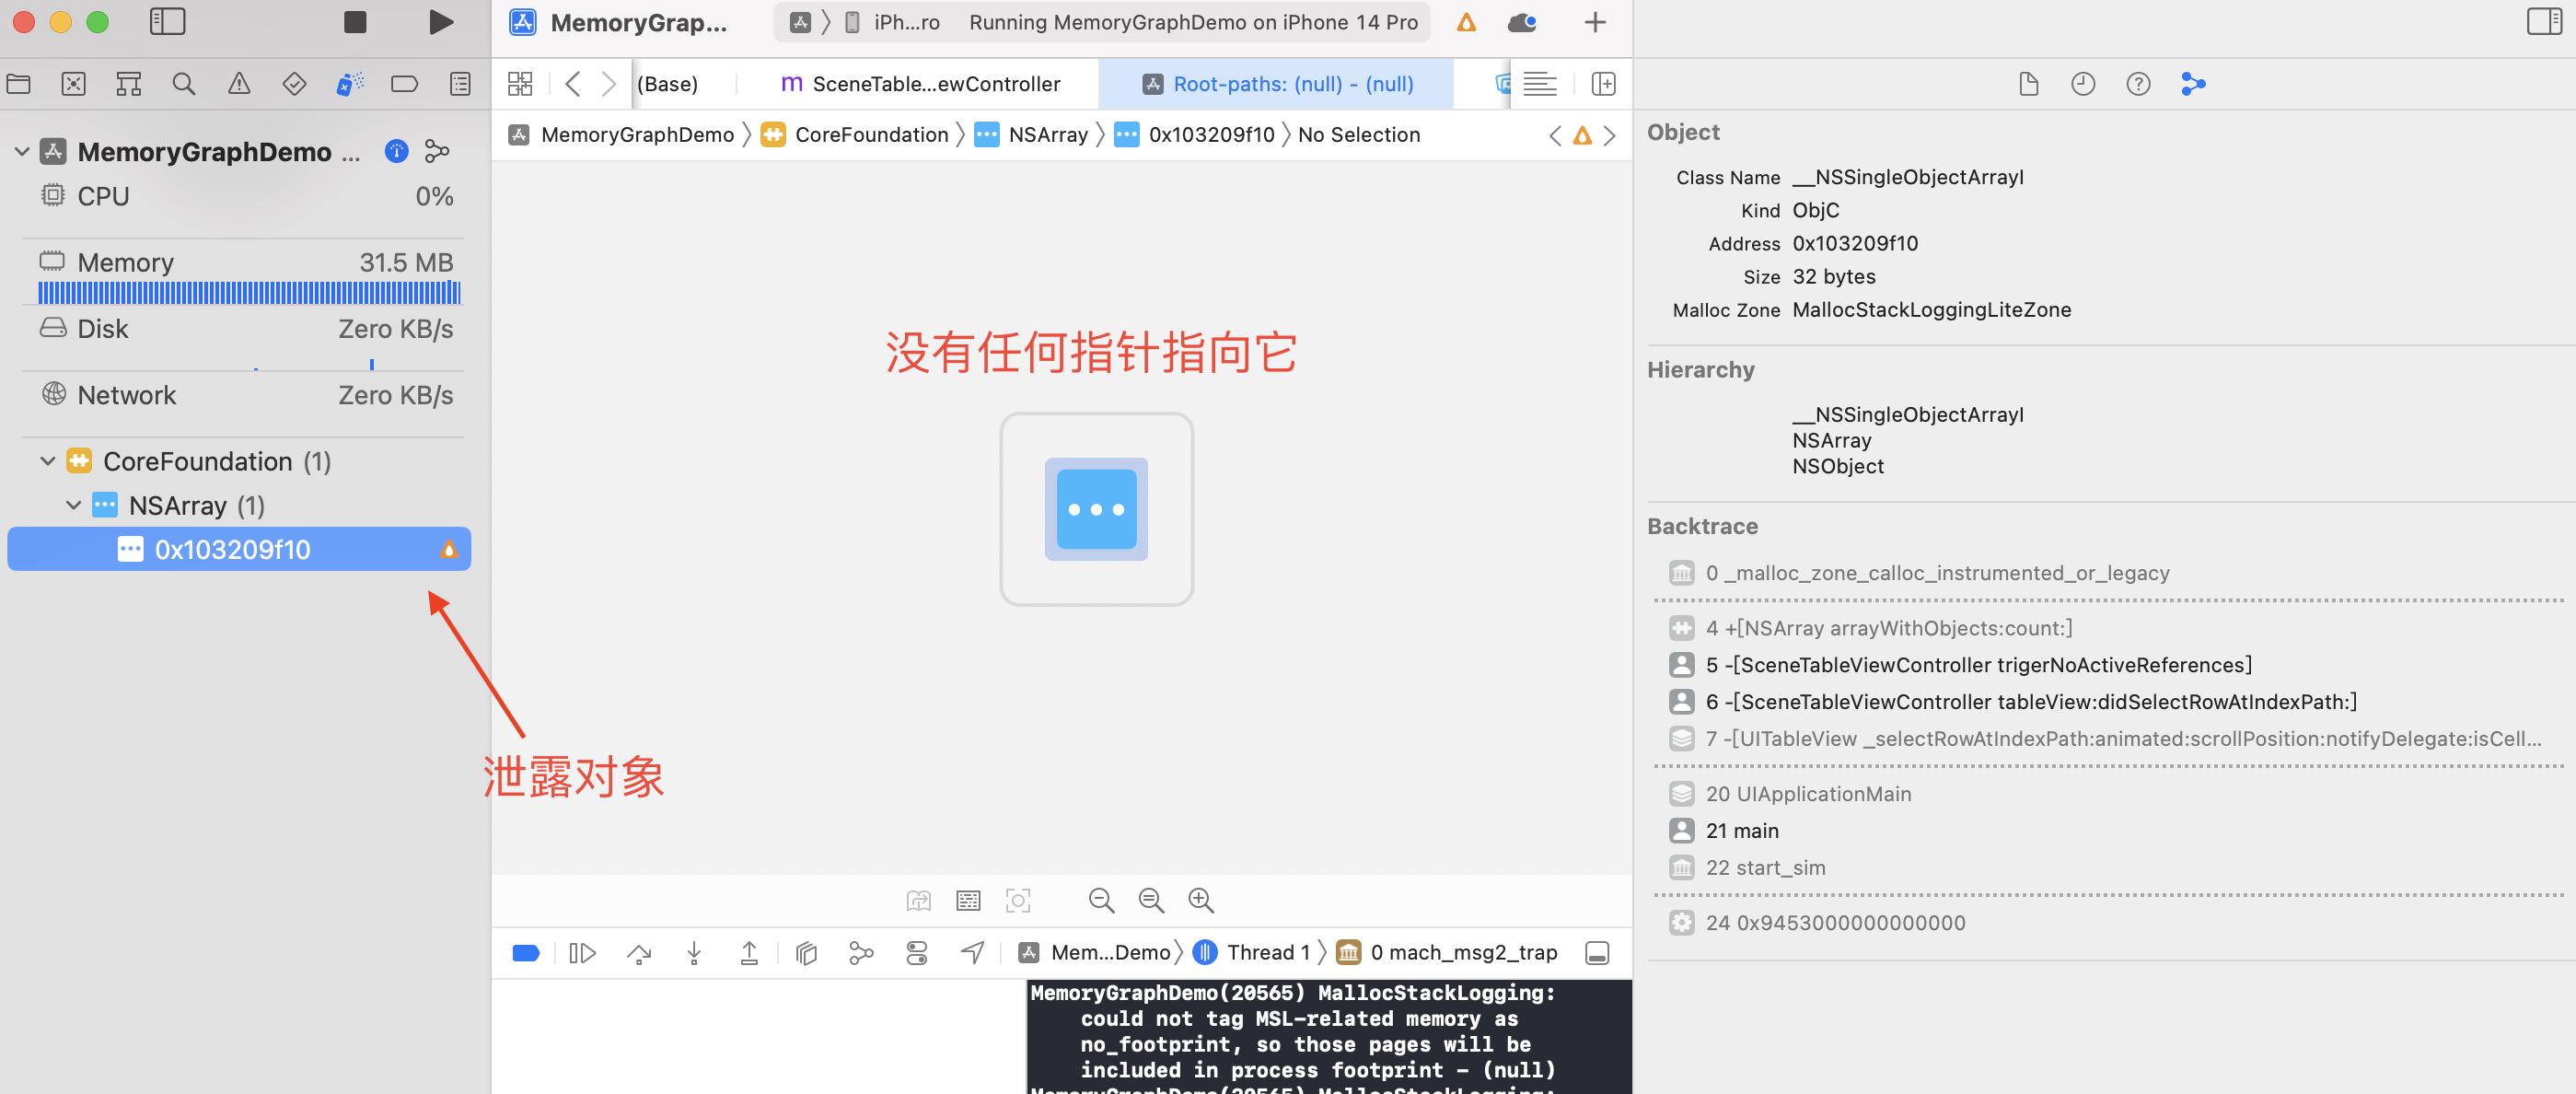 MemoryGrap...
iPh...ro
Running MemoryGraphDemo on iPhone 14 Pro
(Base)
m SceneTable...ewController
Root-paths: (null) - (null)
MemoryGraphDemo
CoreFoundation
NSArray
0x103209f10
No Selection
MemoryGraphDemo ...
CPU 0%
Memory 31.5 MB
Disk Zero KB/s
Network Zero KB/s
CoreFoundation (1)
NSArray (1)
0x103209f10
没有任何指针指向它
泄露对象
Mem...Demo
Thread 1
0 mach_msg2_trap
MemoryGraphDemo(20565) MallocStackLogging:
could not tag MSL-related memory as
no_footprint, so those pages will be
included in process footprint - (null)
MemoryGraphDemo(20565) MallocStackLogging:
Object
Class Name __NSSingleObjectArrayI
Kind ObjC
Address 0x103209f10
Size 32 bytes
Malloc Zone MallocStackLoggingLiteZone
Hierarchy
__NSSingleObjectArrayI
NSArray
NSObject
Backtrace
0 _malloc_zone_calloc_instrumented_or_legacy
4 +[NSArray arrayWithObjects:count:]
5 -[SceneTableViewController trigerNoActiveReferences]
6 -[SceneTableViewController tableView:didSelectRowAtIndexPath:]
7 -[UITableView _selectRowAtIndexPath:animated:scrollPosition:notifyDelegate:isCell...
20 UIApplicationMain
21 main
22 start_sim
24 0x9453000000000000